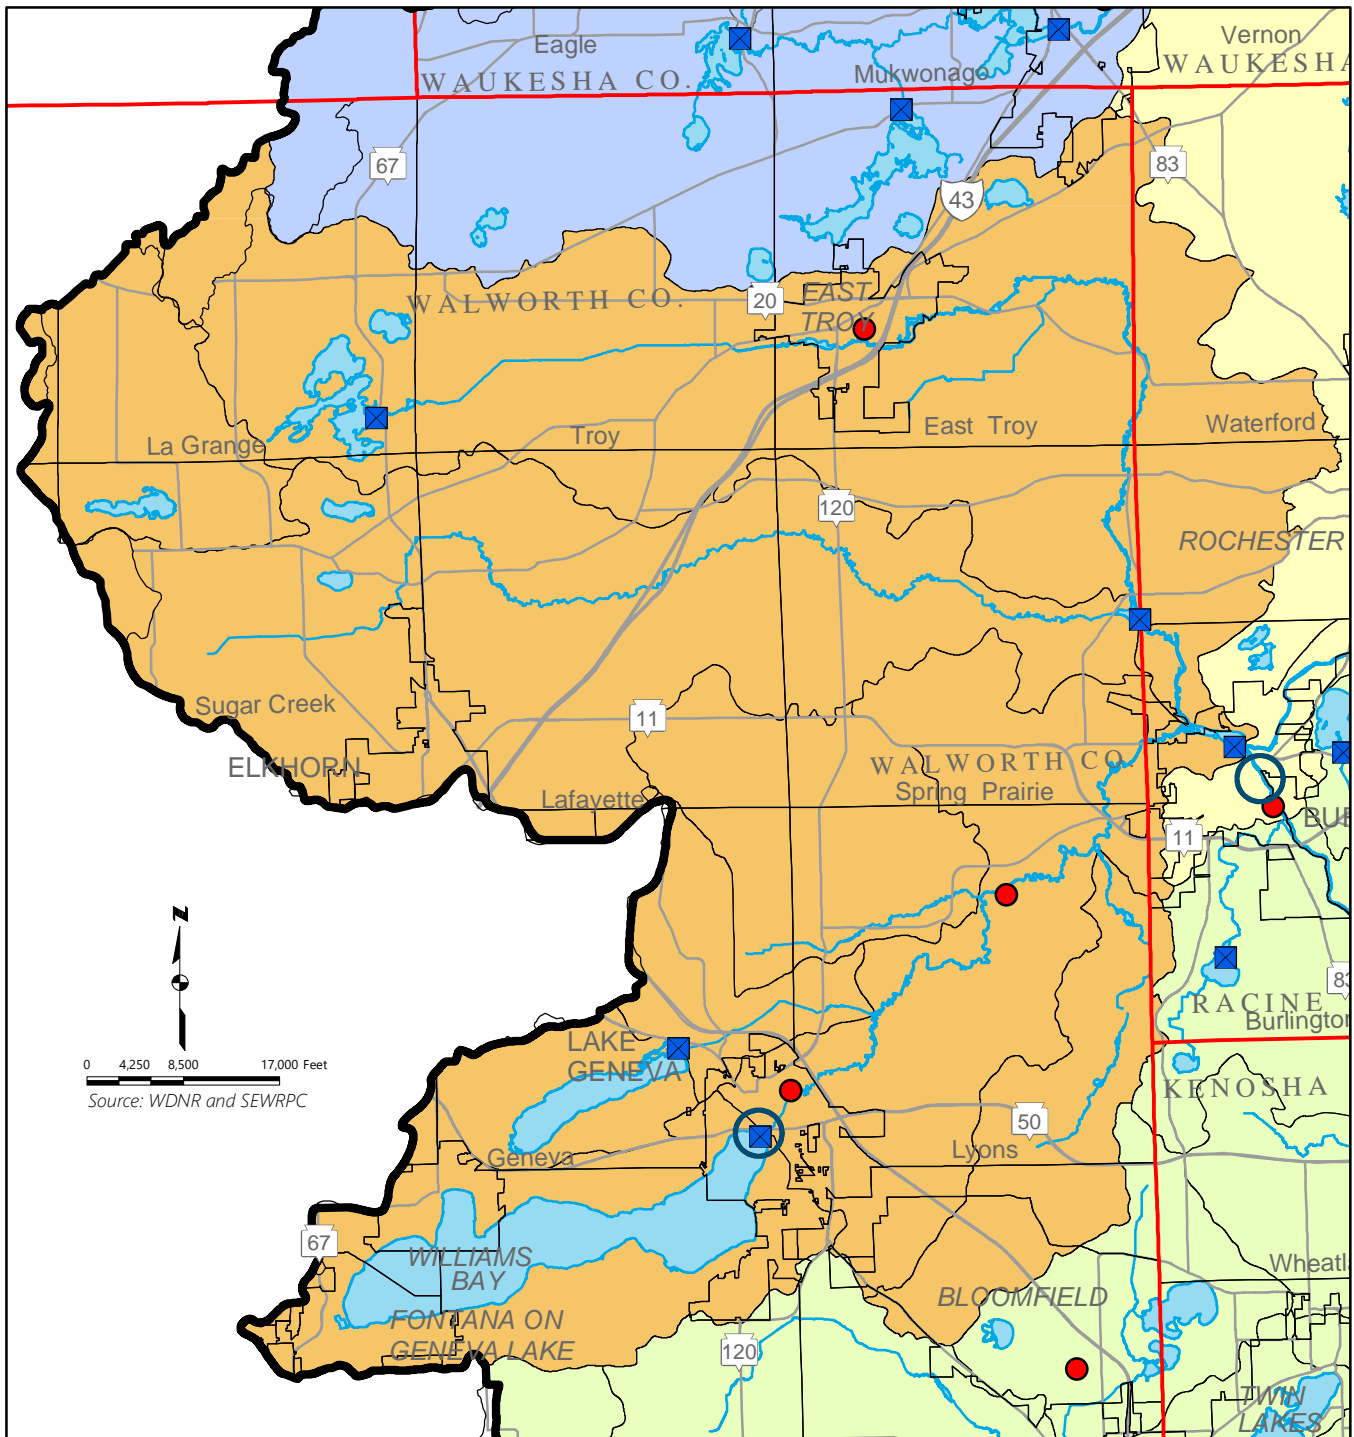 Eagle
WAUKESHA CO.
Mukwonago
Vernon
WAUKESHA
67
83
43
WALWORTH CO.
20
EAST
TROY
La Grange
Troy
East Troy
Waterford
120
ROCHESTER
Sugar Creek
11
ELKHORN
WALWORTH CO
Lafayette
Spring Prairie
11
N
83
RACINE
Burlington
LAKE
GENEVA
0 4,250 8,500 17,000 Feet
Source: WDNR and SEWRPC
KENOSHA
50
Geneva
Lyons
67
WILLIAMS
BAY
BLOOMFIELD
FONTANA ON
GENEVA LAKE
120
TWIN
LAKES